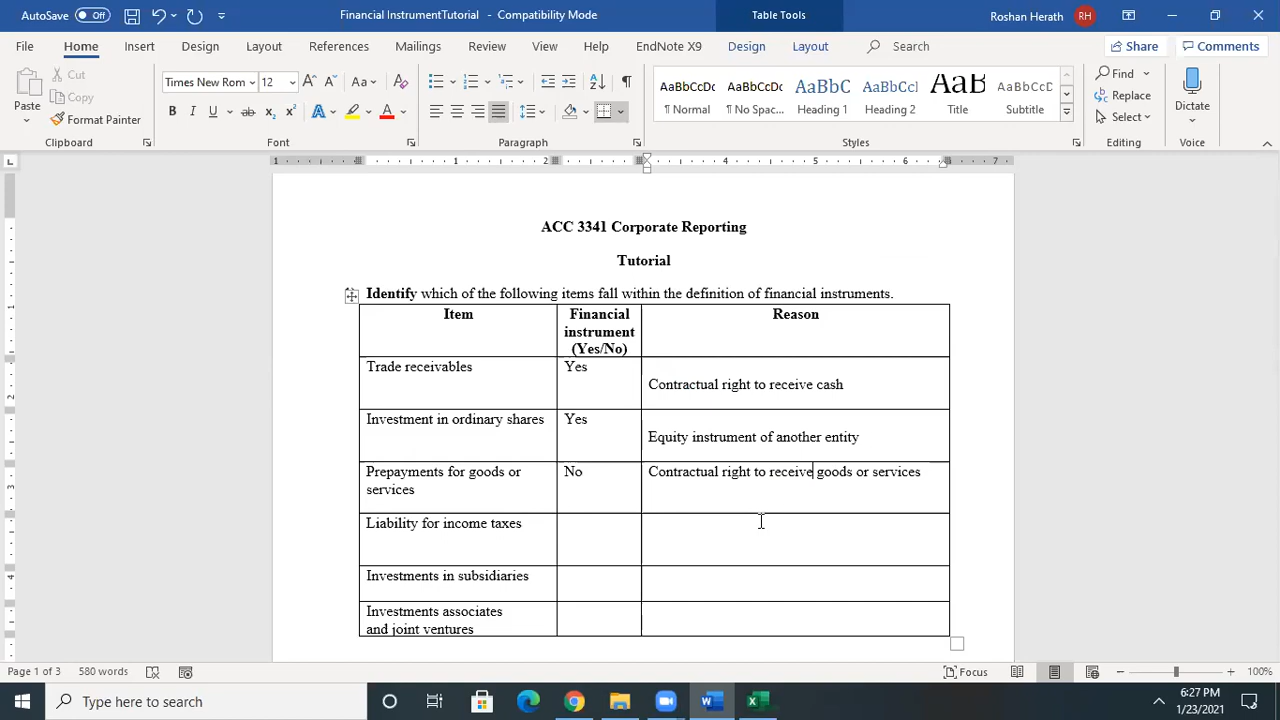 AutoSave Off
Financial InstrumentTutorial - Compatibility Mode
Table Tools
Roshan Herath RH
File Home Insert Design Layout References Mailings Review View Help EndNote X9 Design Layout Search Share Comments
Paste Cut Copy Format Painter
Times New Rom 12
¶ Normal ¶ No Spac... Heading 1 Heading 2 Title Subtitle
AaBbCcDc AaBbCcDc AaBbC AaBbCcl AaB AaBbCcD
Find Replace Select
Dictate
Clipboard Font Paragraph Styles Editing Voice
1 1 2 4 5 6 7
ACC 3341 Corporate Reporting
Tutorial
Identify which of the following items fall within the definition of financial instruments.
Item Financial instrument (Yes/No) Reason
Trade receivables Yes Contractual right to receive cash
Investment in ordinary shares Yes Equity instrument of another entity
Prepayments for goods or services No Contractual right to receive goods or services
Liability for income taxes
Investments in subsidiaries
Investments associates
and joint ventures
Page 1 of 3 580 words Focus 100%
Type here to search
6:27 PM
1/23/2021